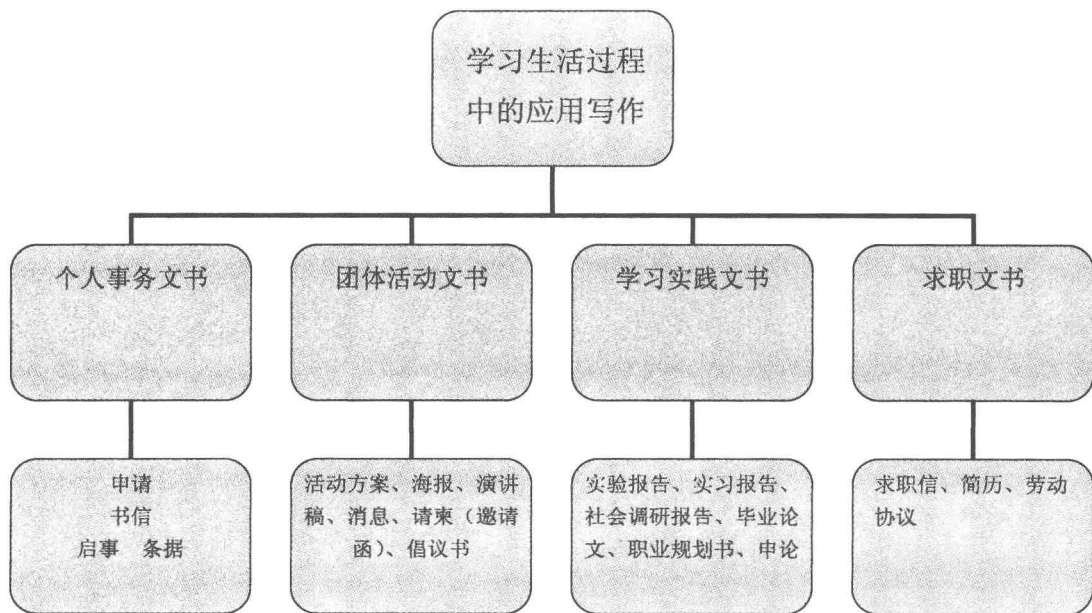 学习生活过程
中的应用写作
个人事务文书
团体活动文书
学习实践文书
求职文书
申请
书信
启事 条据
活动方案、海报、演讲
稿、消息、请柬（邀请
函）、倡议书
实验报告、实习报告、
社会调研报告、毕业论
文、职业规划书、申论
求职信、简历、劳动
协议